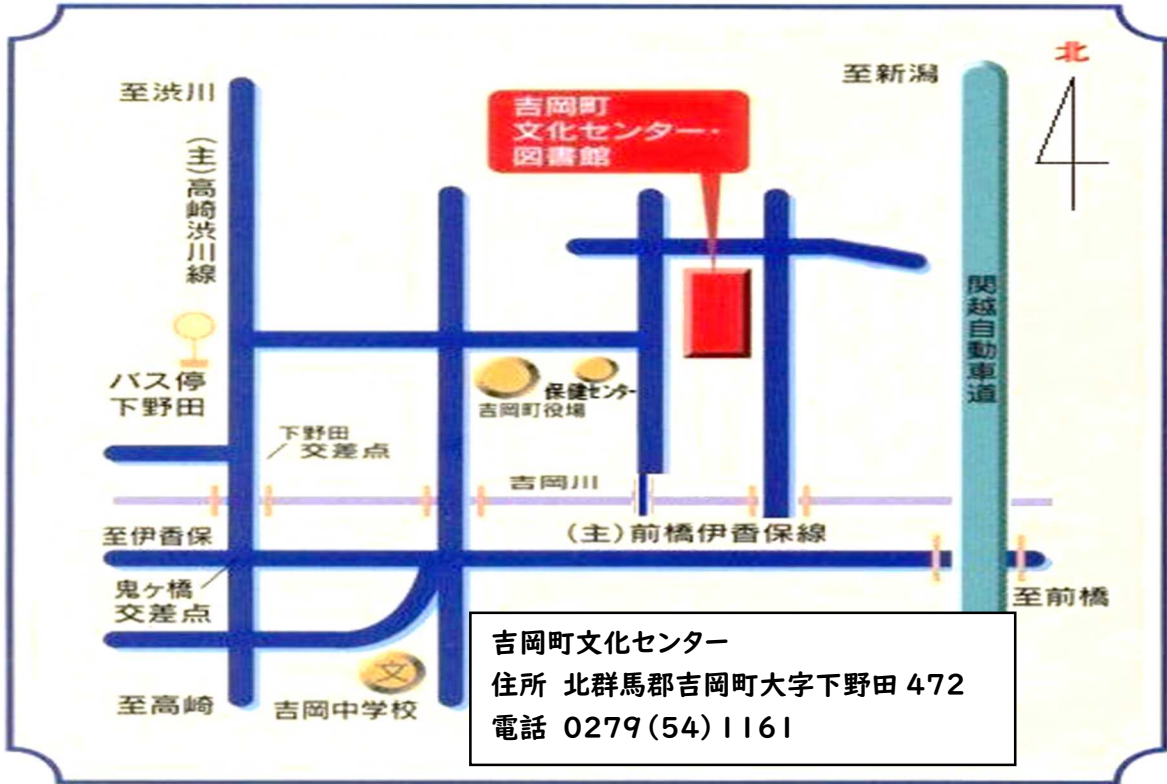 北
至新潟
至渋川
吉岡町
文化センター・
図書館
(主)高崎渋川線
関越自動車道
バス停
下野田
保健センター
吉岡町役場
下野田
交差点
吉岡川
至伊香保
(主)前橋伊香保線
鬼ヶ橋
交差点
至前橋
文
至高崎
吉岡中学校
吉岡町文化センター
住所 北群馬郡吉岡町大字下野田 472
電話 0279(54)1161